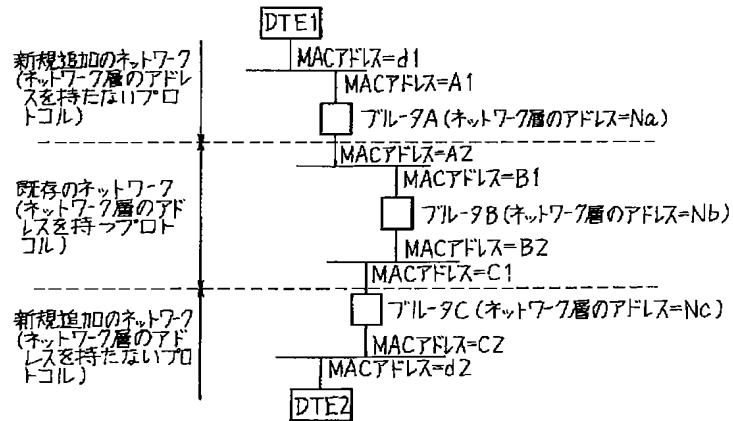 DTE1
MACアドレス=d1
新規追加のネットワーク
(ネットワーク層のアドレ
スを持たないプロ
トコル)
MACアドレス=A1
ブルータA(ネットワーク層のアドレス=Na)
MACアドレス=A2
既存のネットワーク
(ネットワーク層のアド
レスを持つプロト
コル)
MACアドレス=B1
ブルータB(ネットワーク層のアドレス=Nb)
MACアドレス=B2
MACアドレス=C1
新規追加のネットワーク
(ネットワーク層のアド
レスを持たないプロ
トコル)
ブルータC(ネットワーク層のアドレス=Nc)
MACアドレス=C2
MACアドレス=d2
DTE2